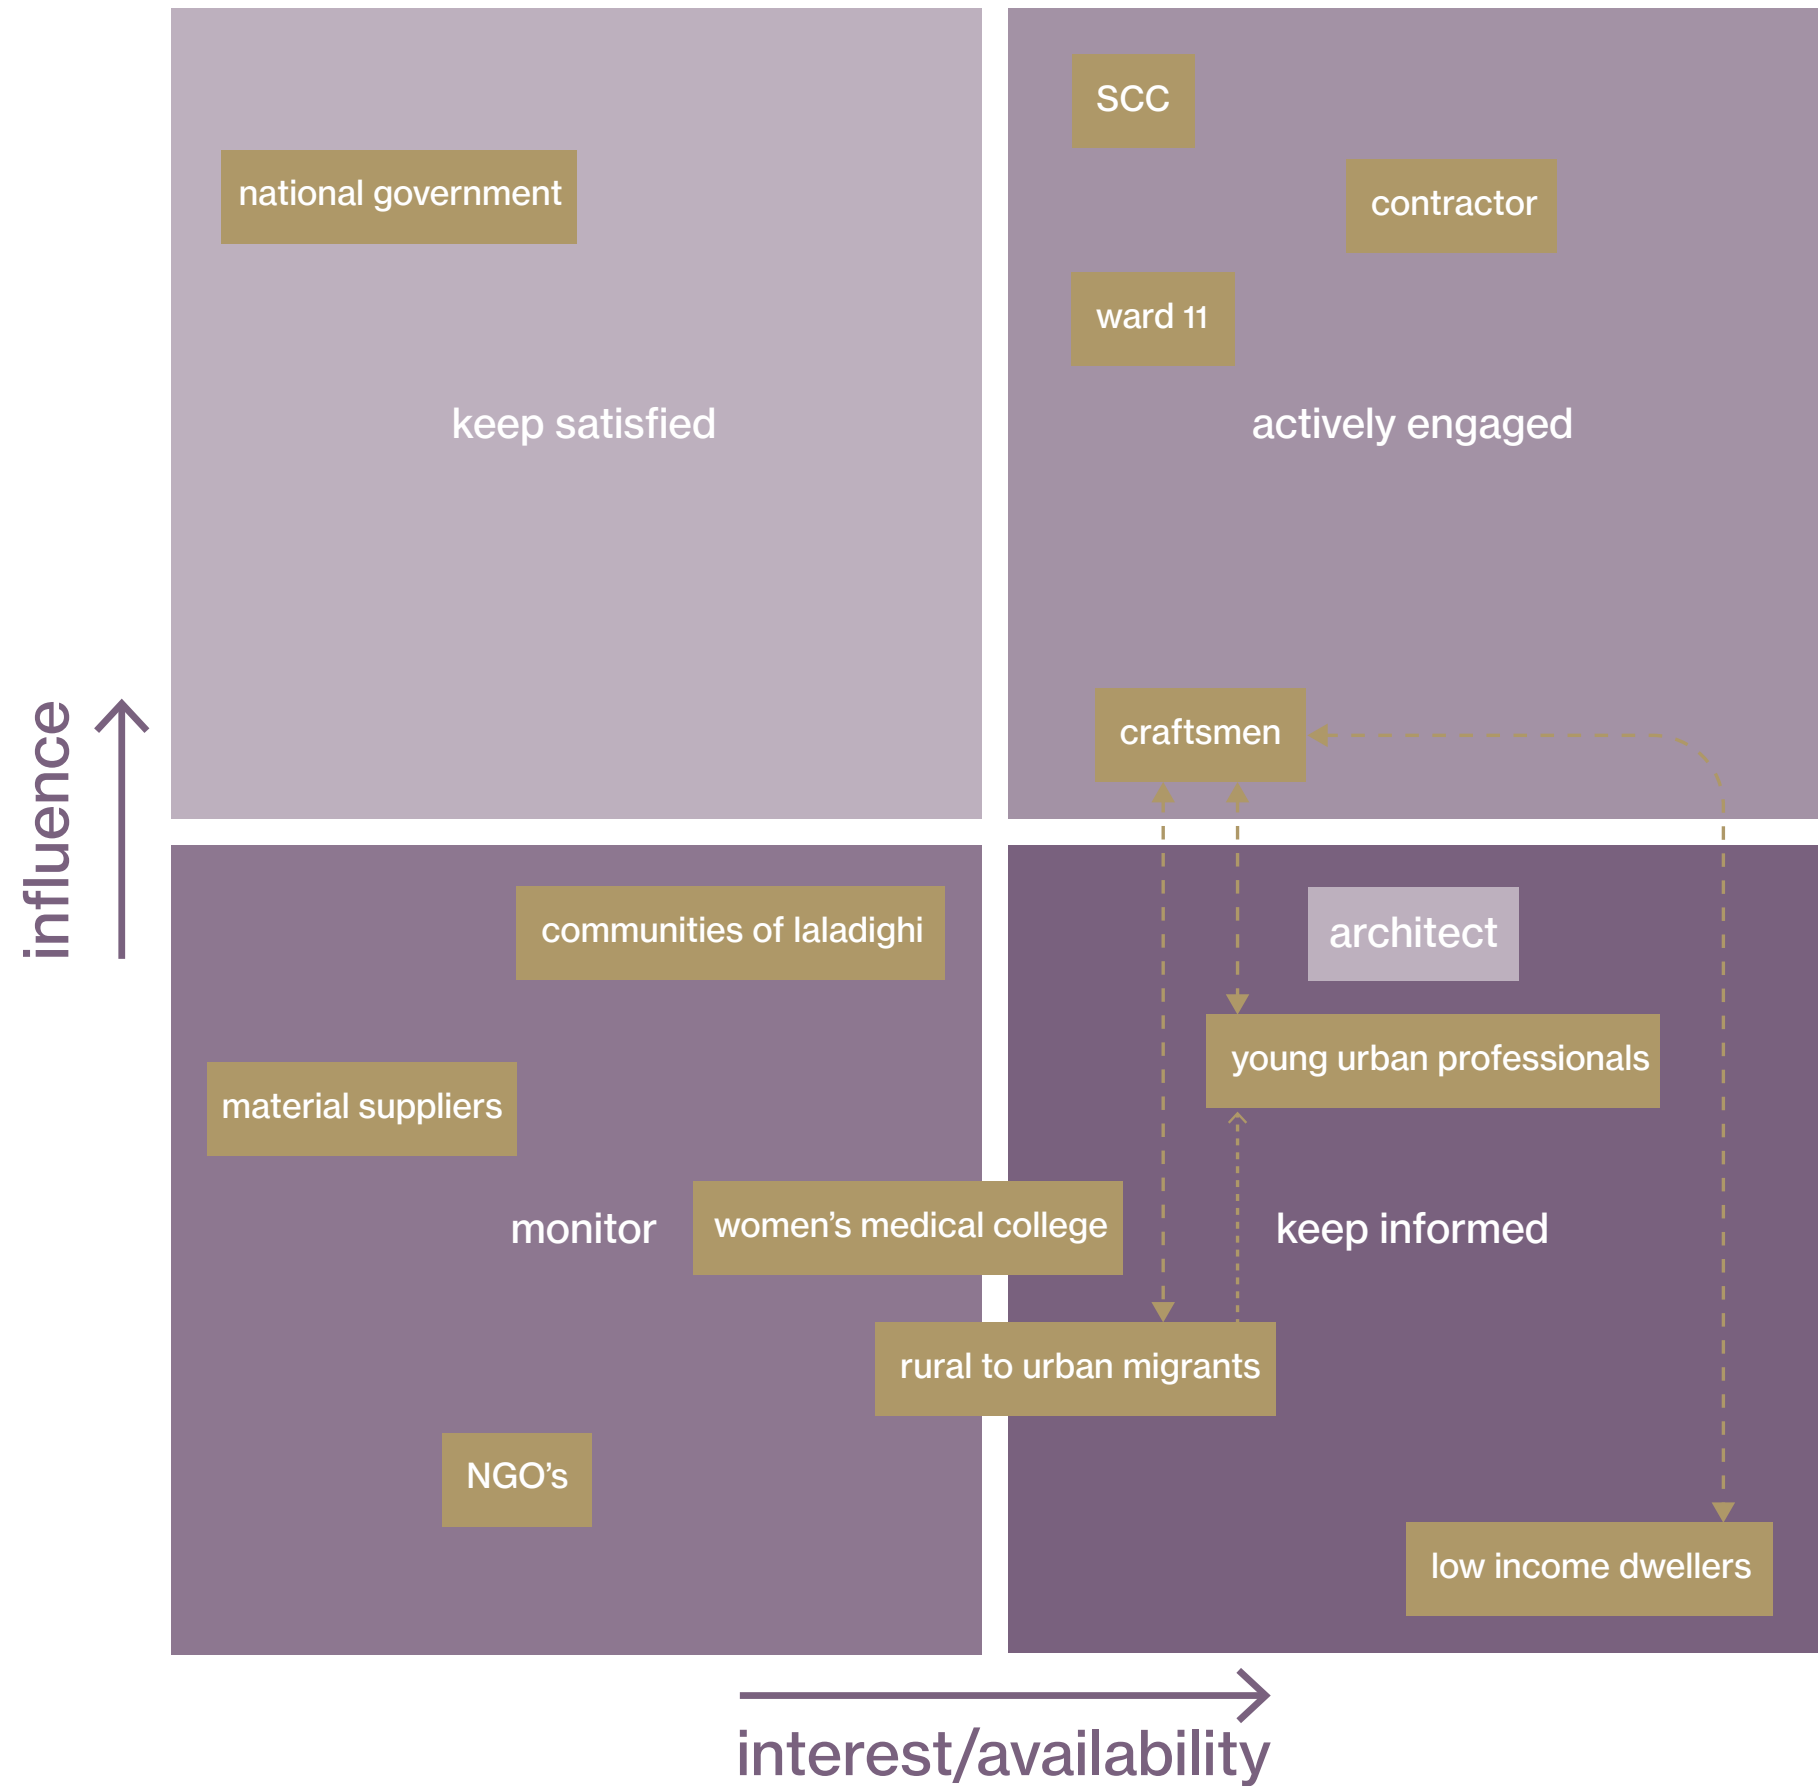 SCC
national government
contractor
ward 11
keep satisfied
actively engaged
craftsmen
influence
communities of laladighi
architect
young urban professionals
material suppliers
monitor
women’s medical college
keep informed
rural to urban migrants
NGO’s
low income dwellers
interest/availability